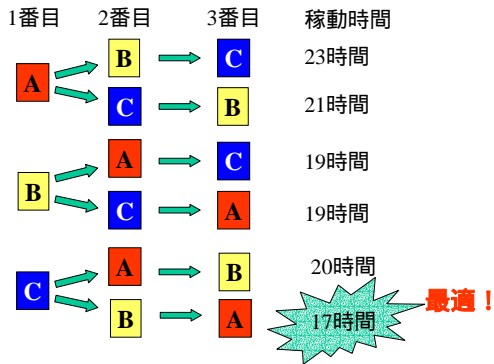 1番目 2番目 3番目 稼動時間
B C 23時間
A
C B 21時間
A C 19時間
B
C A 19時間
A B 20時間
C
最適！
B A 17時間